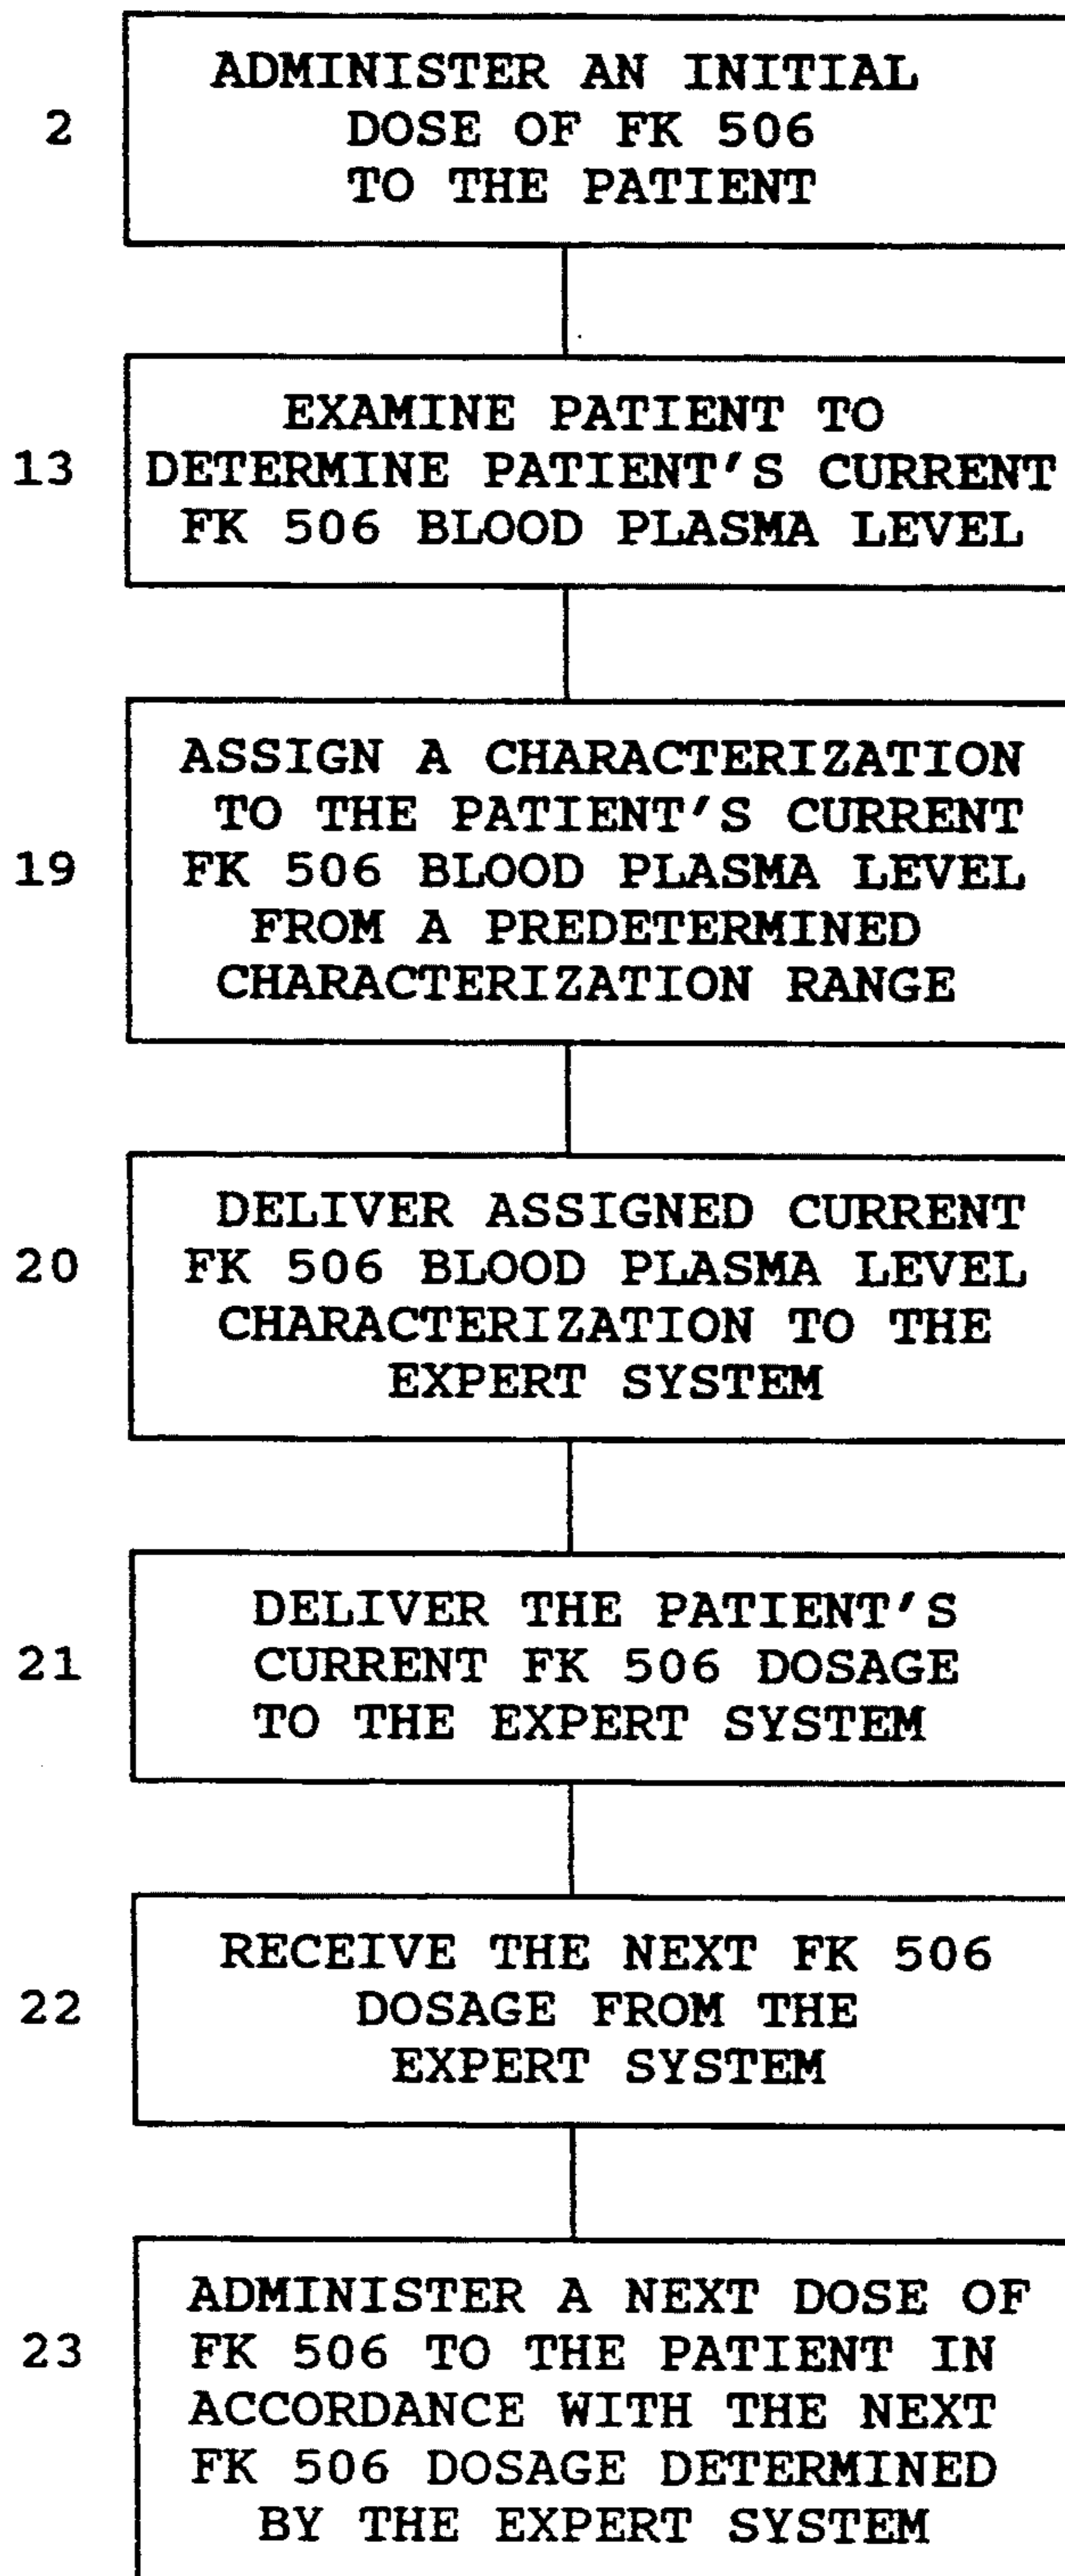 ADMINISTER AN INITIAL
2 DOSE OF FK 506
TO THE PATIENT
EXAMINE PATIENT TO
13 DETERMINE PATIENT'S CURRENT
FK 506 BLOOD PLASMA LEVEL
ASSIGN A CHARACTERIZATION
TO THE PATIENT'S CURRENT
19 FK 506 BLOOD PLASMA LEVEL
FROM A PREDETERMINED
CHARACTERIZATION RANGE
DELIVER ASSIGNED CURRENT
20 FK 506 BLOOD PLASMA LEVEL
CHARACTERIZATION TO THE
EXPERT SYSTEM
DELIVER THE PATIENT'S
21 CURRENT FK 506 DOSAGE
TO THE EXPERT SYSTEM
RECEIVE THE NEXT FK 506
22 DOSAGE FROM THE
EXPERT SYSTEM
ADMINISTER A NEXT DOSE OF
23 FK 506 TO THE PATIENT IN
ACCORDANCE WITH THE NEXT
FK 506 DOSAGE DETERMINED
BY THE EXPERT SYSTEM